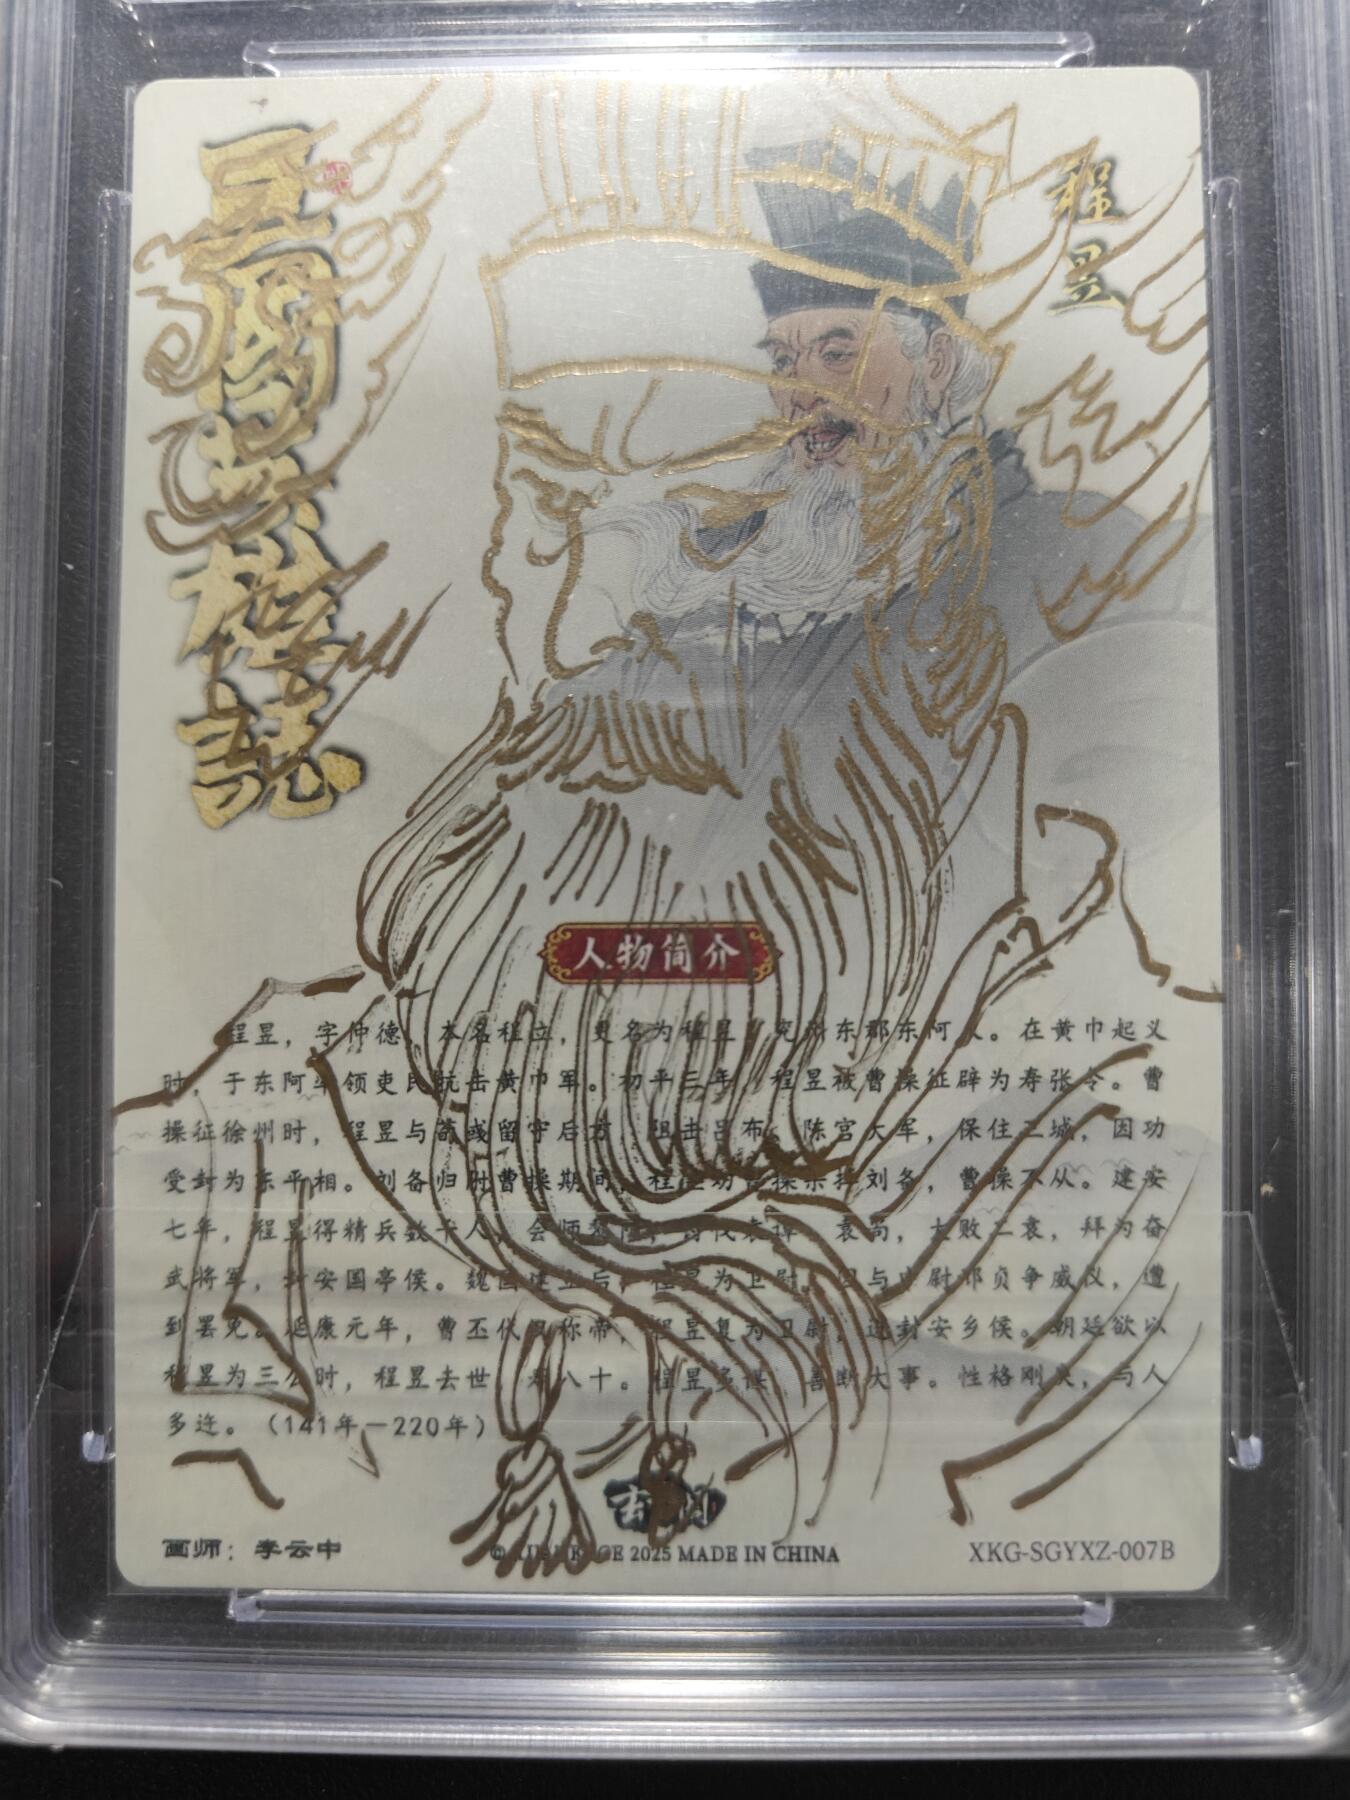 三國英雄誌
程昱
人物简介
程昱，字仲德，本名程立，更名为程昱，兖州东郡东阿人。在黄巾起义
时，于东阿率领吏民抗击黄巾军。初平三年，程昱被曹操征辟为寿张令。曹
操征徐州时，程昱与荀彧留守后方，阻击吕布、陈宫大军，保住三城，因功
受封为东平相。刘备归附曹操期间，程昱劝曹操杀掉刘备，曹操不从。建安
七年，程昱得精兵数千人，会师黎阳，讨伐袁谭、袁尚，大败二袁，拜为奋
武将军，封安国亭侯。魏国建立后，程昱为卫尉，因与中尉邢贞争威仪，遭
到罢免。延康元年，曹丕代汉称帝，程昱复为卫尉，进封安乡侯。朝廷欲以
程昱为三公时，程昱去世，寿八十。程昱多谋，善断大事。性格刚戾，与人
多迕。（141年—220年）
画师：李云中
2025 MADE IN CHINA
XKG-SGYXZ-007B